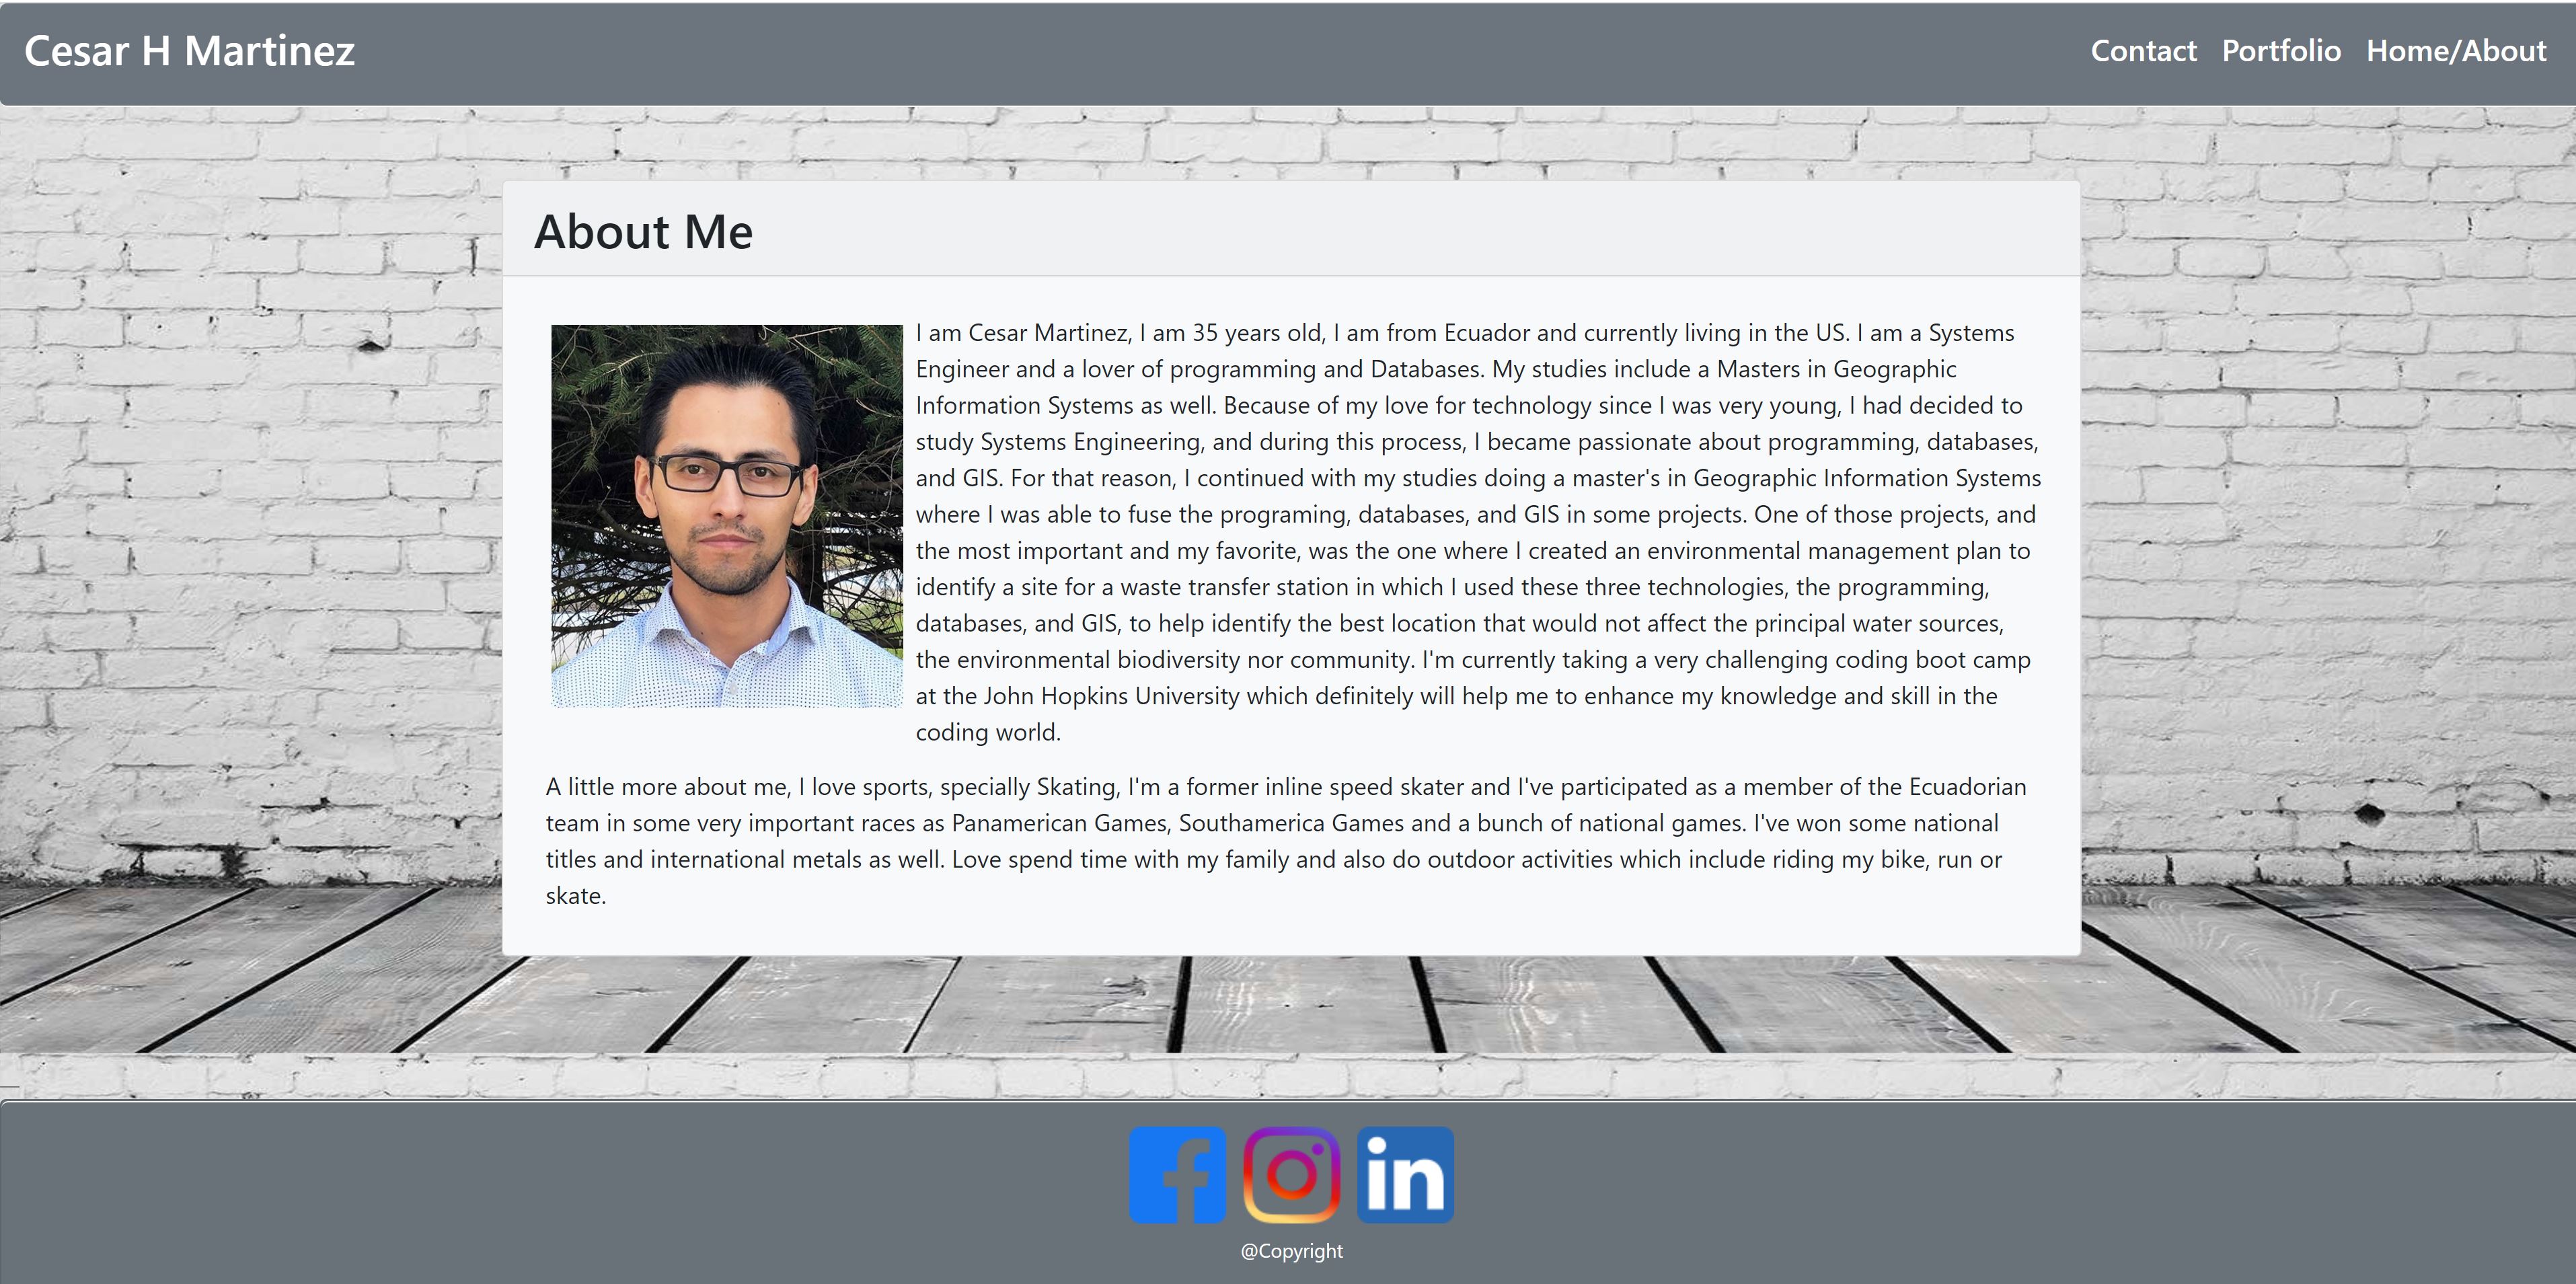 Cesar H Martinez
Contact Portfolio Home/About
About Me
I am Cesar Martinez, I am 35 years old, I am from Ecuador and currently living in the US. I am a Systems
Engineer and a lover of programming and Databases. My studies include a Masters in Geographic
Information Systems as well. Because of my love for technology since I was very young, I had decided to
study Systems Engineering, and during this process, I became passionate about programming, databases,
and GIS. For that reason, I continued with my studies doing a master's in Geographic Information Systems
where I was able to fuse the programing, databases, and GIS in some projects. One of those projects, and
the most important and my favorite, was the one where I created an environmental management plan to
identify a site for a waste transfer station in which I used these three technologies, the programming,
databases, and GIS, to help identify the best location that would not affect the principal water sources,
the environmental biodiversity nor community. I'm currently taking a very challenging coding boot camp
at the John Hopkins University which definitely will help me to enhance my knowledge and skill in the
coding world.
A little more about me, I love sports, specially Skating, I'm a former inline speed skater and I've participated as a member of the Ecuadorian
team in some very important races as Panamerican Games, Southamerica Games and a bunch of national games. I've won some national
titles and international metals as well. Love spend time with my family and also do outdoor activities which include riding my bike, run or
skate.
f in
@Copyright